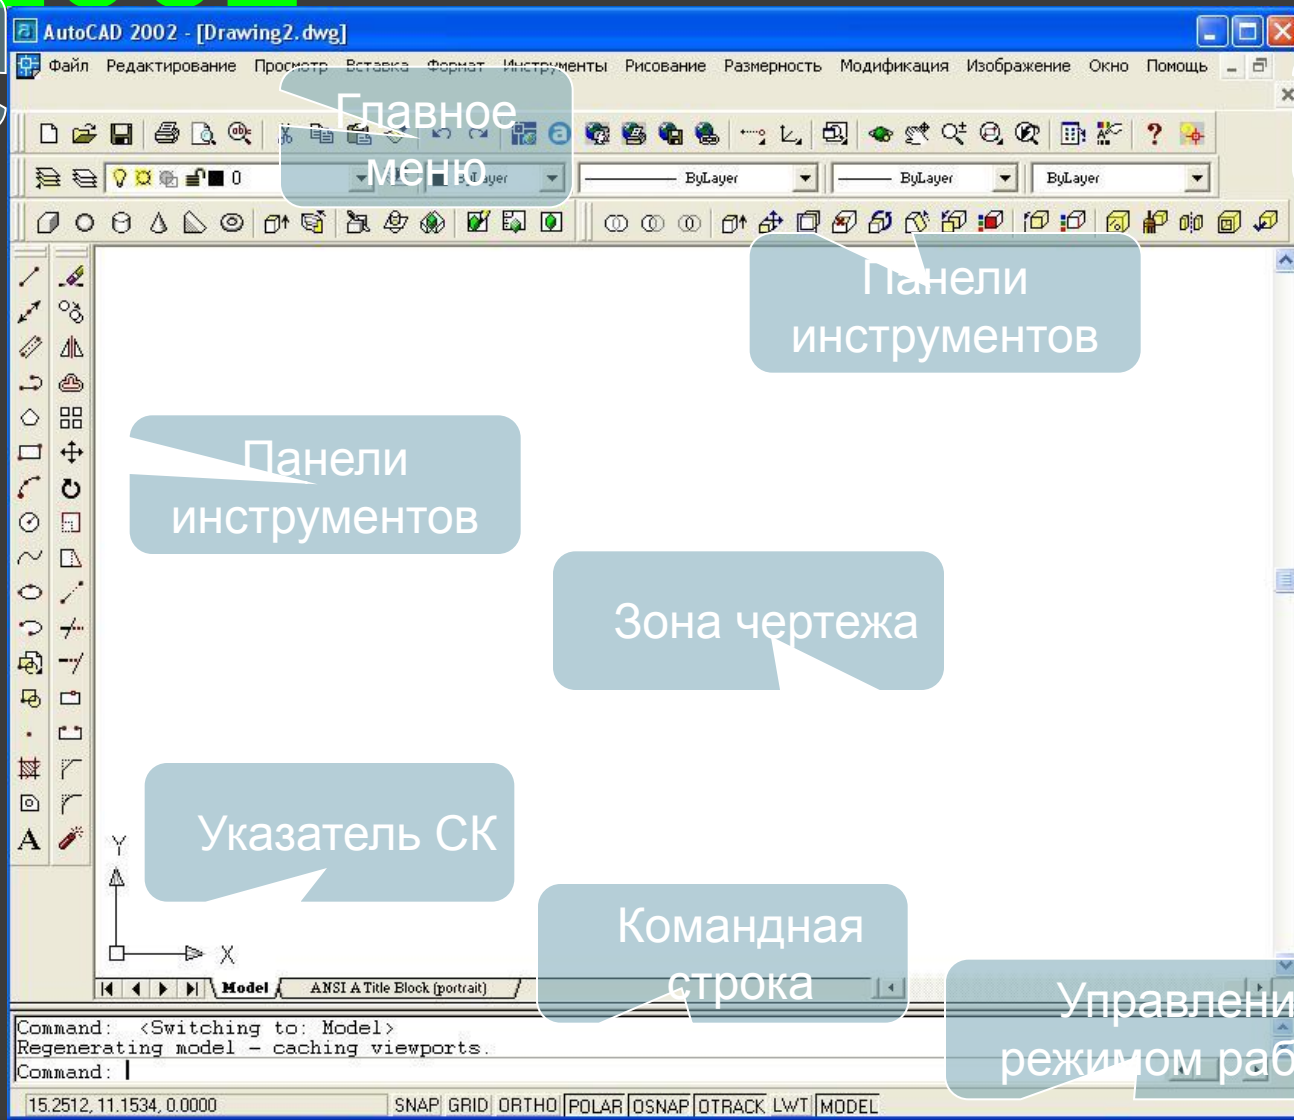 2002
AutoCAD 2002 - [Drawing2.dwg]
Файл Редактирование Просмотр Вставка Формат Инструменты Рисование Размерность Модификация Изображение Окно Помощь
Главное
меню
0 ByLayer ByLayer ByLayer ByLayer
Панели
инструментов
Панели
инструментов
Зона чертежа
Указатель СК
Y
X
Командная
строка
Model ANSI A Title Block (portrait)
Управлени
режимом раб
Command: <Switching to: Model>
Regenerating model - caching viewports.
Command:
15.2512, 11.1534, 0.0000 SNAP GRID ORTHO POLAR OSNAP OTRACK LWT MODEL